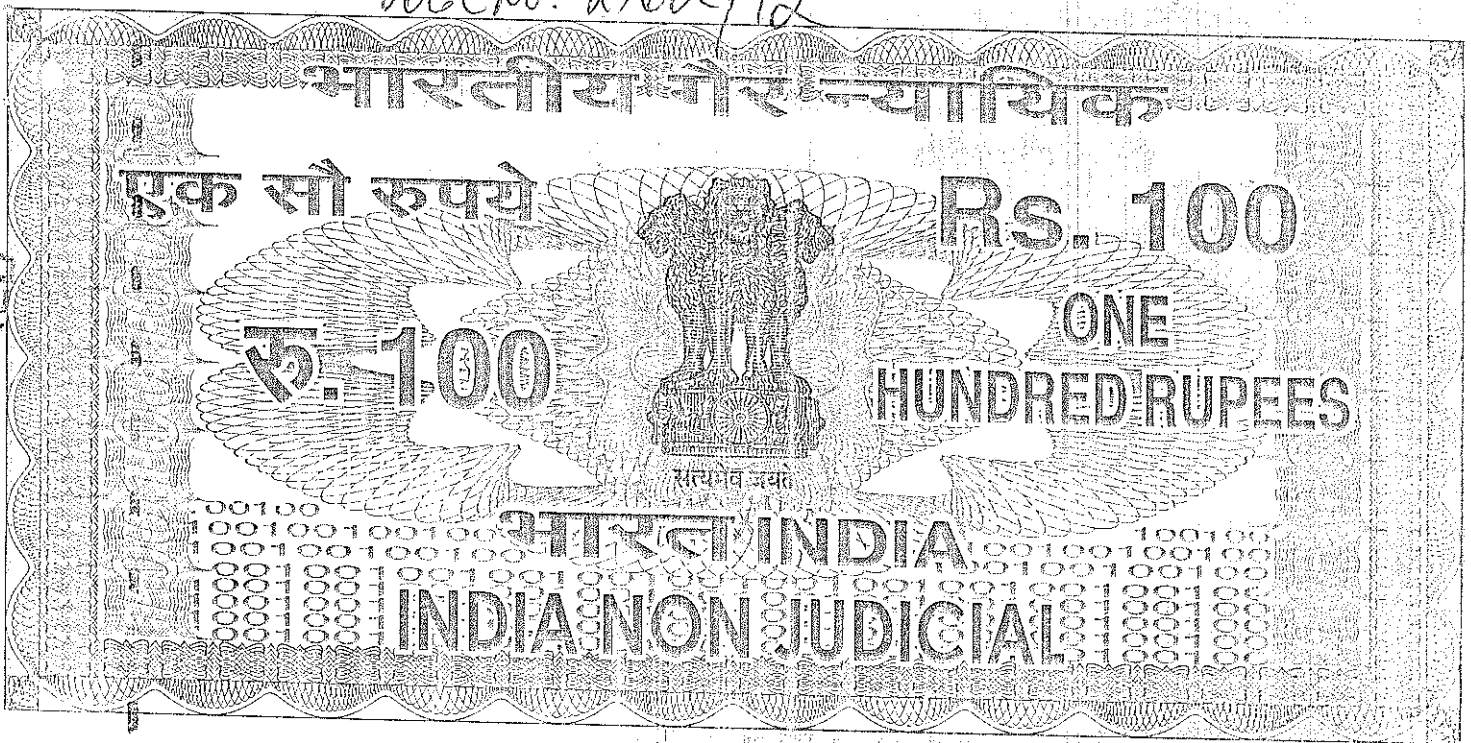 भारतीय गैर न्यायिक
एक सौ रुपये
Rs. 100
रु. 100
ONE
HUNDRED RUPEES
सत्यमेव जयते
भारत INDIA
INDIA NON JUDICIAL